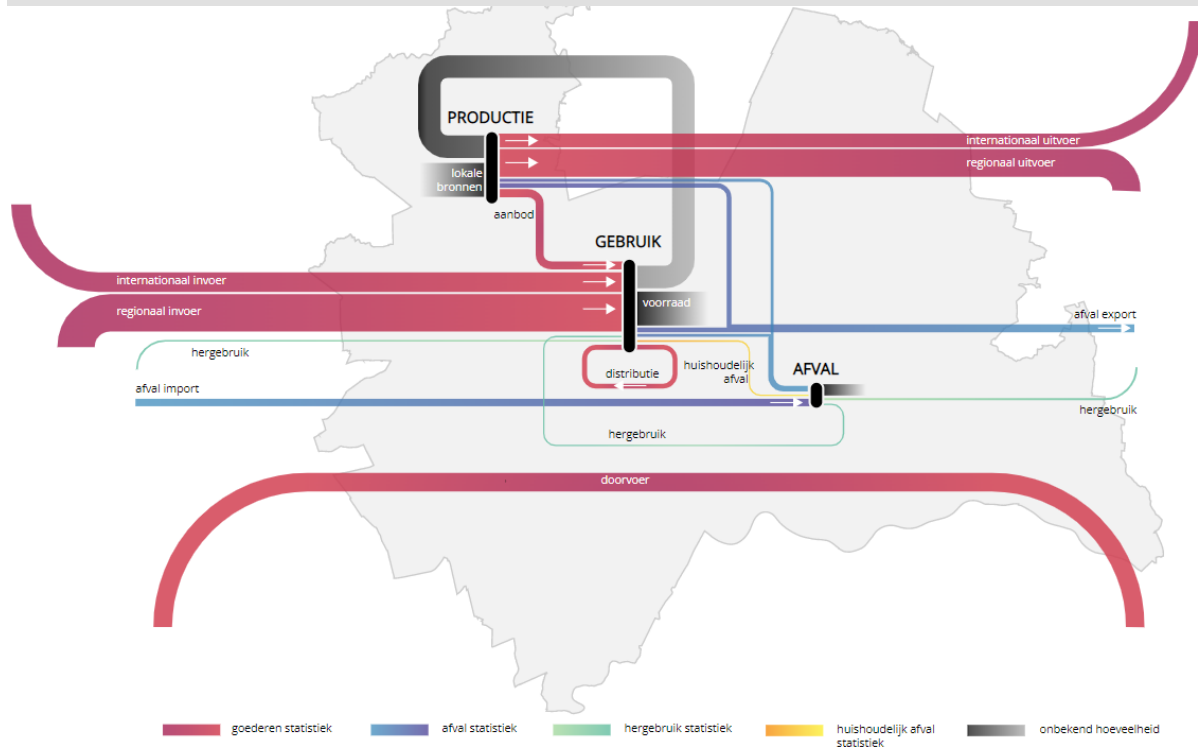 PRODUCTIE
internationaal uitvoer
regionaal uitvoer
lokale
bronnen
aanbod
GEBRUIK
internationaal invoer
voorraad
regionaal invoer
afval export
hergebruik
huishoudelijk
afval
distributie
AFVAL
afval import
hergebruik
hergebruik
doorvoer
goederen statistiek
afval statistiek
hergebruik statistiek
huishoudelijk afval
statistiek
onbekend hoeveelheid